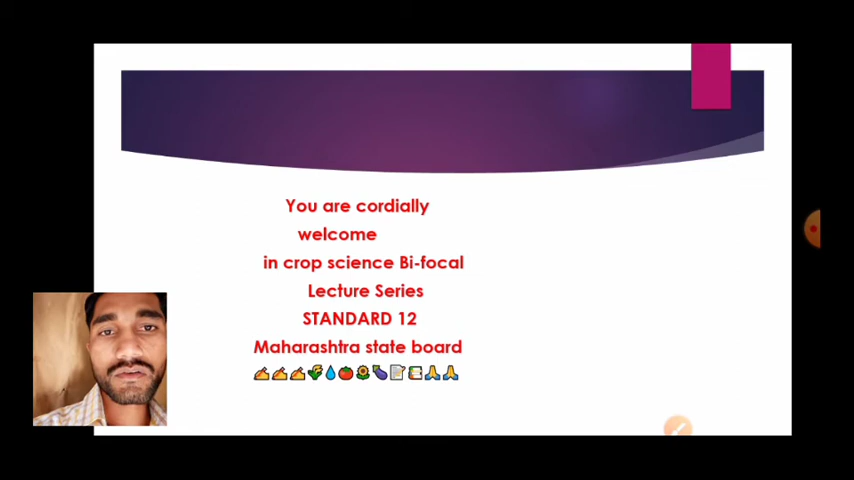 You are cordially
welcome
in crop science Bi-focal
Lecture Series
STANDARD 12
Maharashtra state board
✍✍✍🌾💧🍅🌻🍆📝📚🙏🙏